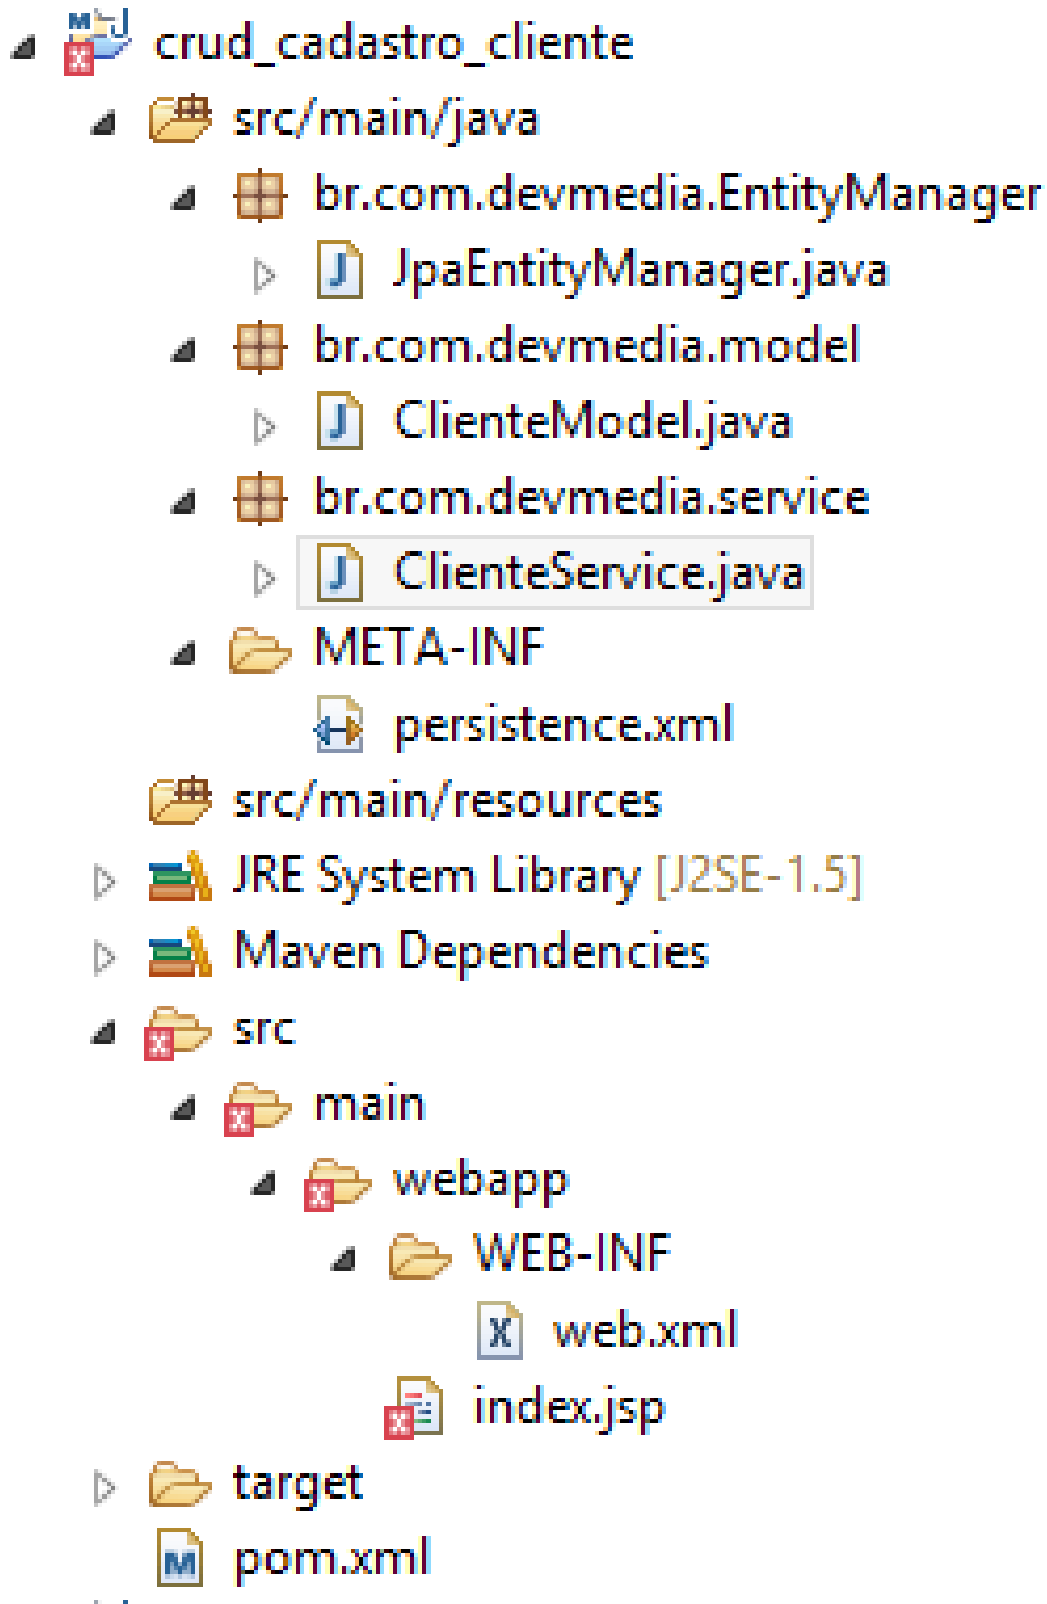 crud_cadastro_cliente
src/main/java
br.com.devmedia.EntityManager
JpaEntityManager.java
br.com.devmedia.model
ClienteModel.java
br.com.devmedia.service
ClienteService.java
META-INF
persistence.xml
src/main/resources
JRE System Library [J2SE-1.5]
Maven Dependencies
src
main
webapp
WEB-INF
web.xml
index.jsp
target
pom.xml